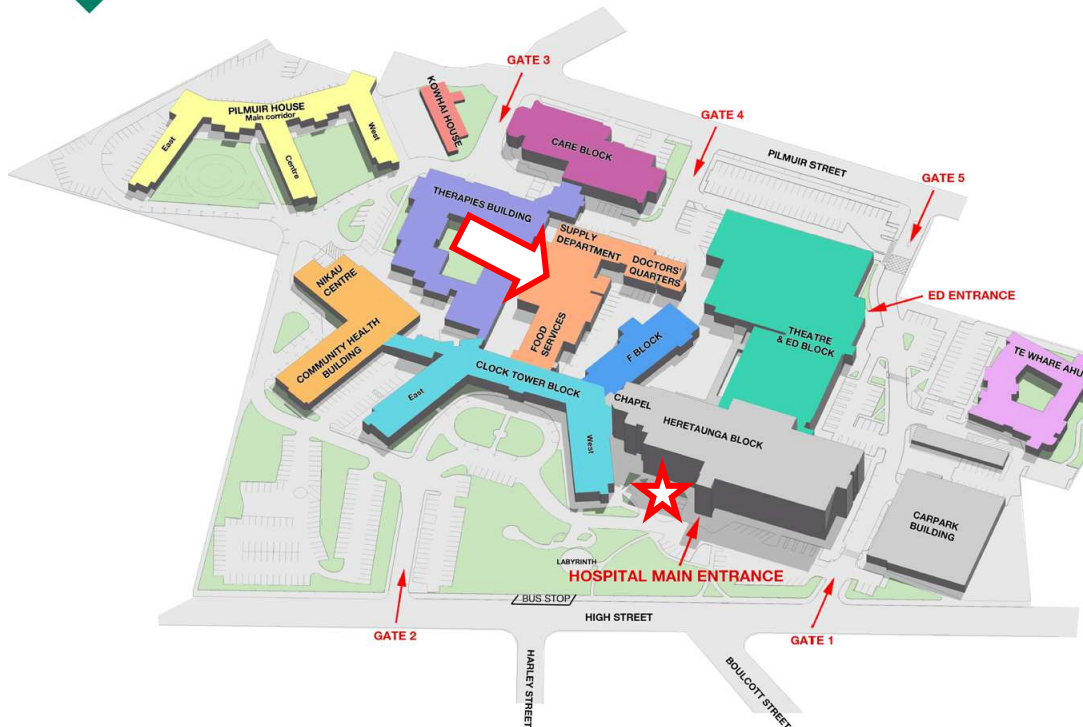 GATE 3
PILMUIR HOUSE
Main corridor
East
Centre
West
KOWHAI HOUSE
GATE 4
CARE BLOCK
PILMUIR STREET
GATE 5
THERAPIES BUILDING
SUPPLY
DEPARTMENT
DOCTORS'
QUARTERS
NIKAU
CENTRE
ED ENTRANCE
COMMUNITY HEALTH
BUILDING
FOOD
SERVICES
F BLOCK
THEATRE
& ED BLOCK
TE WHARE AHU
CLOCK TOWER BLOCK
East
West
CHAPEL
HERETAUNGA BLOCK
CARPARK
BUILDING
LABYRINTH
HOSPITAL MAIN ENTRANCE
BUS STOP
HIGH STREET
GATE 2
GATE 1
HARLEY STREET
BOULCOTT STREET